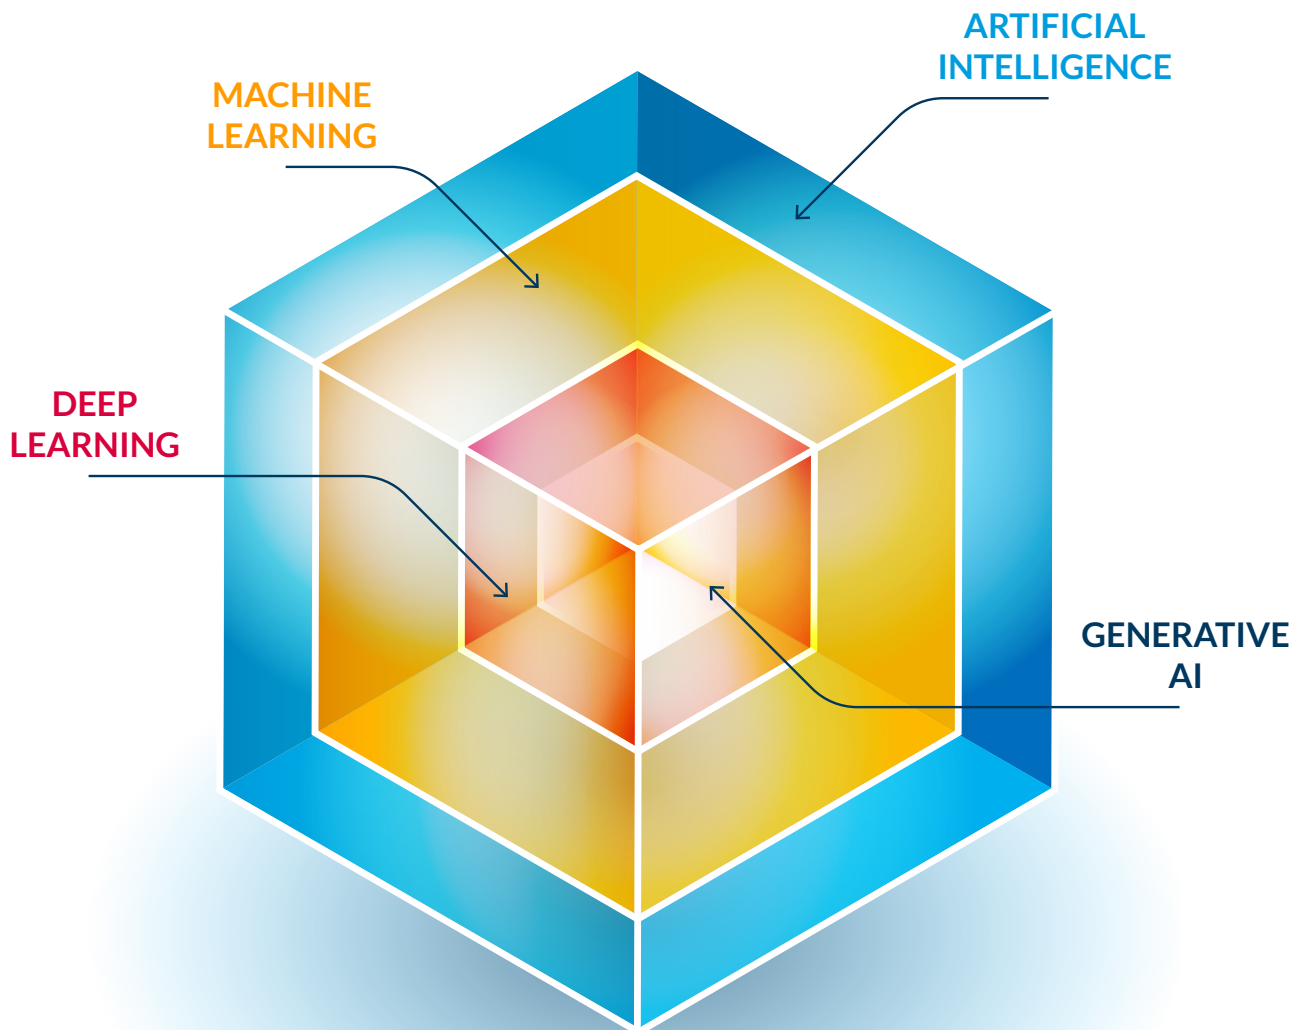 ARTIFICIAL
INTELLIGENCE
MACHINE
LEARNING
DEEP
LEARNING
GENERATIVE
AI